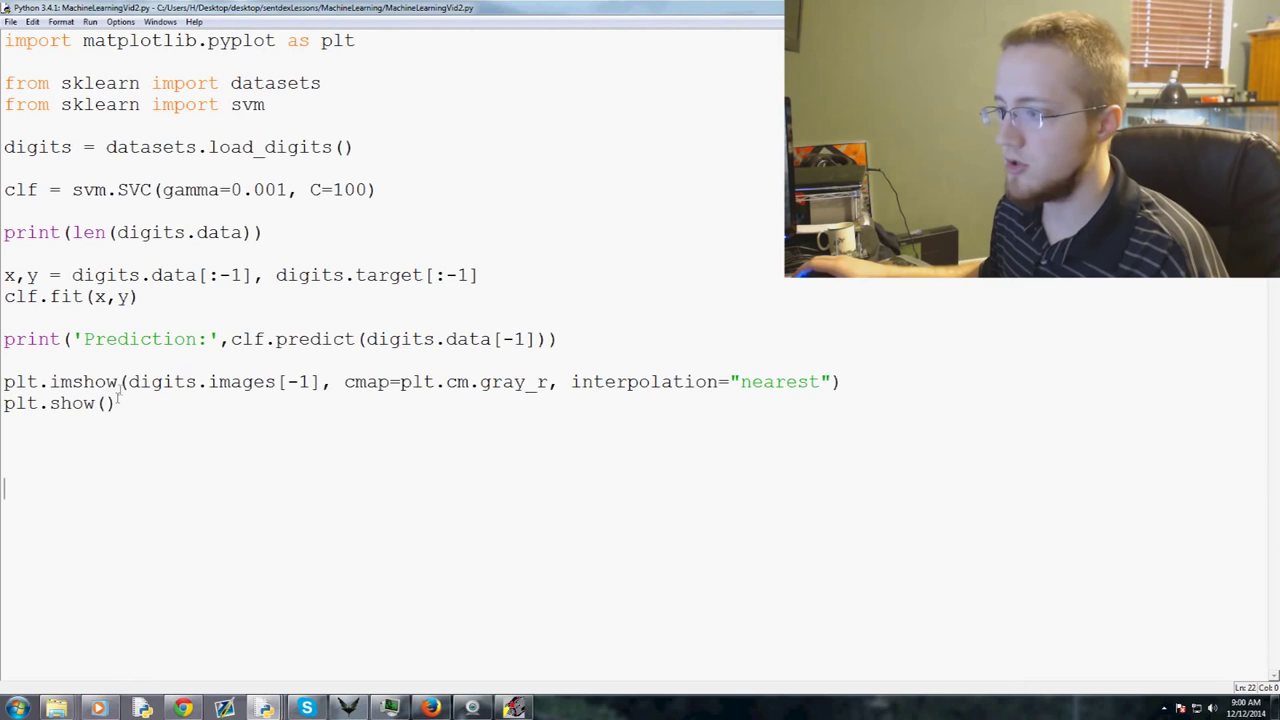 Python 3.4.1: MachineLearningVid2.py - C:/Users/H/Desktop/desktop/sentdexLessons/MachineLearning/MachineLearningVid2.py
File Edit Format Run Options Windows Help
import matplotlib.pyplot as plt
from sklearn import datasets
from sklearn import svm
digits = datasets.load_digits()
clf = svm.SVC(gamma=0.001, C=100)
print(len(digits.data))
x,y = digits.data[:-1], digits.target[:-1]
clf.fit(x,y)
print('Prediction:',clf.predict(digits.data[-1]))
plt.imshow(digits.images[-1], cmap=plt.cm.gray_r, interpolation="nearest")
plt.show()
Ln: 22 Col: 0
9:00 AM
12/12/2014